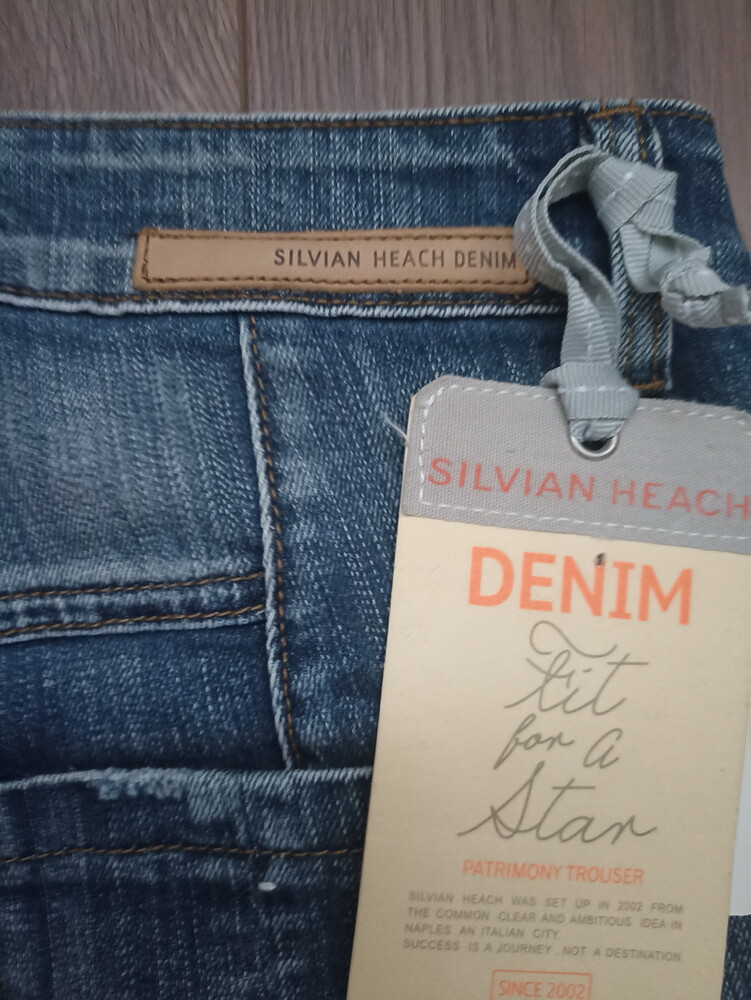 SILVIAN HEACH DENIM
SILVIAN HEACH
DENIM
Fit
for a
Star
PATRIMONY TROUSER
SILVIAN HEACH WAS SET UP IN 2002 FROM
THE COMMON CLEAR AND AMBITIOUS IDEA IN
NAPLES AN ITALIAN CITY.
SUCCESS IS A JOURNEY , NOT A DESTINATION.
SINCE 2002